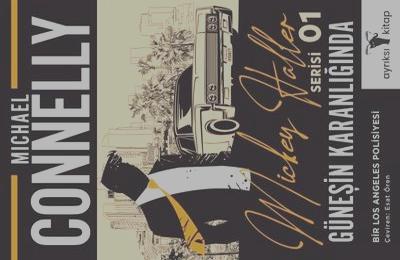 MICHAEL
CONNELLY
Mickey Haller
SERİSİ 01
GÜNEŞİN KARANLIĞINDA
BİR LOS ANGELES POLİSİYESİ
Çeviren: Esat Ören
ayrıksı
kitap